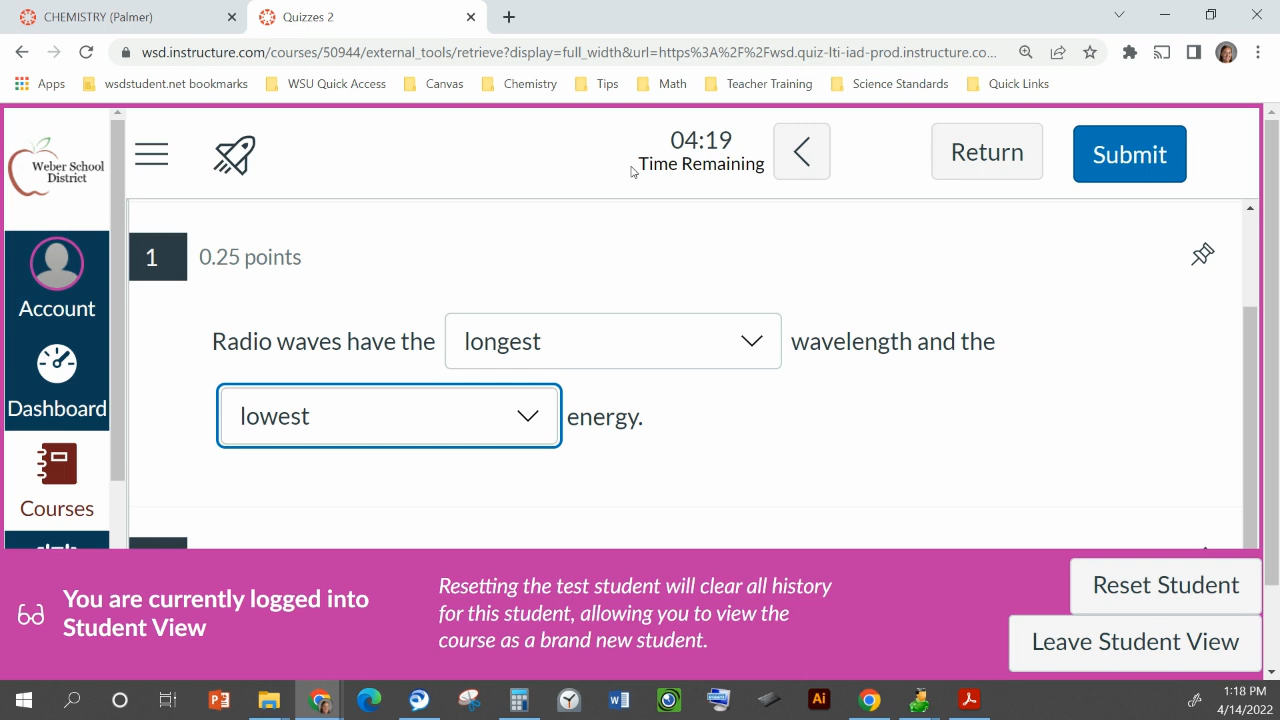 CHEMISTRY (Palmer)
Quizzes 2
wsd.instructure.com/courses/50944/external_tools/retrieve?display=full_width&url=https%3A%2F%2Fwsd.quiz-lti-iad-prod.instructure.co...
Apps
wsdstudent.net bookmarks
WSU Quick Access
Canvas
Chemistry
Tips
Math
Teacher Training
Science Standards
Quick Links
Weber School
District
04:19
Time Remaining
Return
Submit
1
0.25 points
Account
Radio waves have the longest wavelength and the
lowest energy.
Dashboard
Courses
You are currently logged into
Student View
Resetting the test student will clear all history
for this student, allowing you to view the
course as a brand new student.
Reset Student
Leave Student View
1:18 PM
4/14/2022